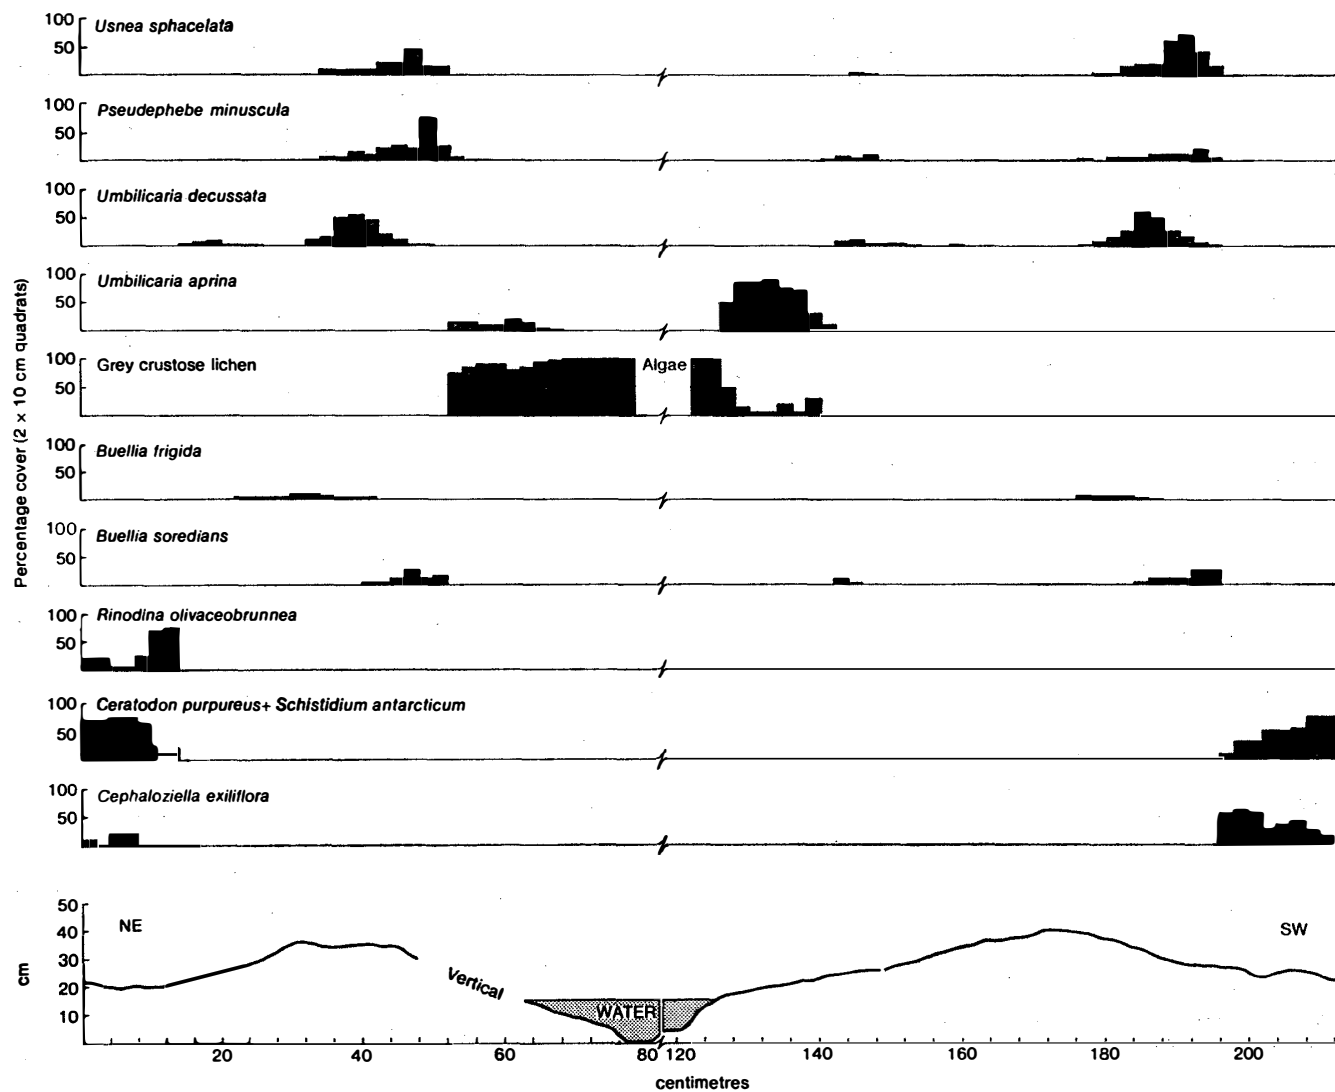 Usnea sphacelata
100
50
Pseudephebe minuscula
100
50
Umbilicaria decussata
100
50
Umbilicaria aprina
100
50
Grey crustose lichen
Algae
100
50
Buellia frigida
100
50
Buellia soredians
100
50
Rinodina olivaceobrunnea
100
50
Ceratodon purpureus+ Schistidium antarcticum
100
50
Cephaloziella exiliflora
100
50
Percentage cover (2 × 10 cm quadrats)
50
40
30
20
10
cm
NE
SW
Vertical
WATER
20 40 60 80 120 140 160 180 200
centimetres